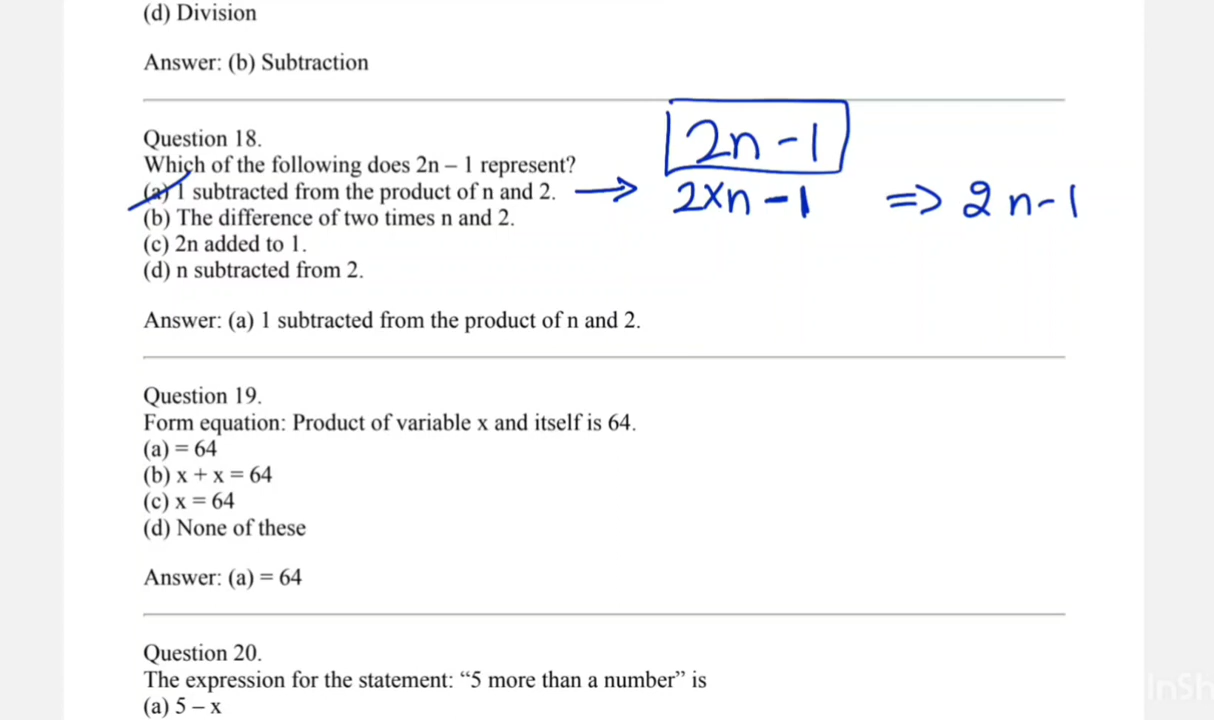 (d) Division
Answer: (b) Subtraction
Question 18.
Which of the following does 2n – 1 represent?
(a) 1 subtracted from the product of n and 2.
(b) The difference of two times n and 2.
(c) 2n added to 1.
(d) n subtracted from 2.
2n - 1
→ 2×n - 1 ⇒ 2n - 1
Answer: (a) 1 subtracted from the product of n and 2.
Question 19.
Form equation: Product of variable x and itself is 64.
(a) = 64
(b) x + x = 64
(c) x = 64
(d) None of these
Answer: (a) = 64
Question 20.
The expression for the statement: “5 more than a number” is
(a) 5 – x
InSh